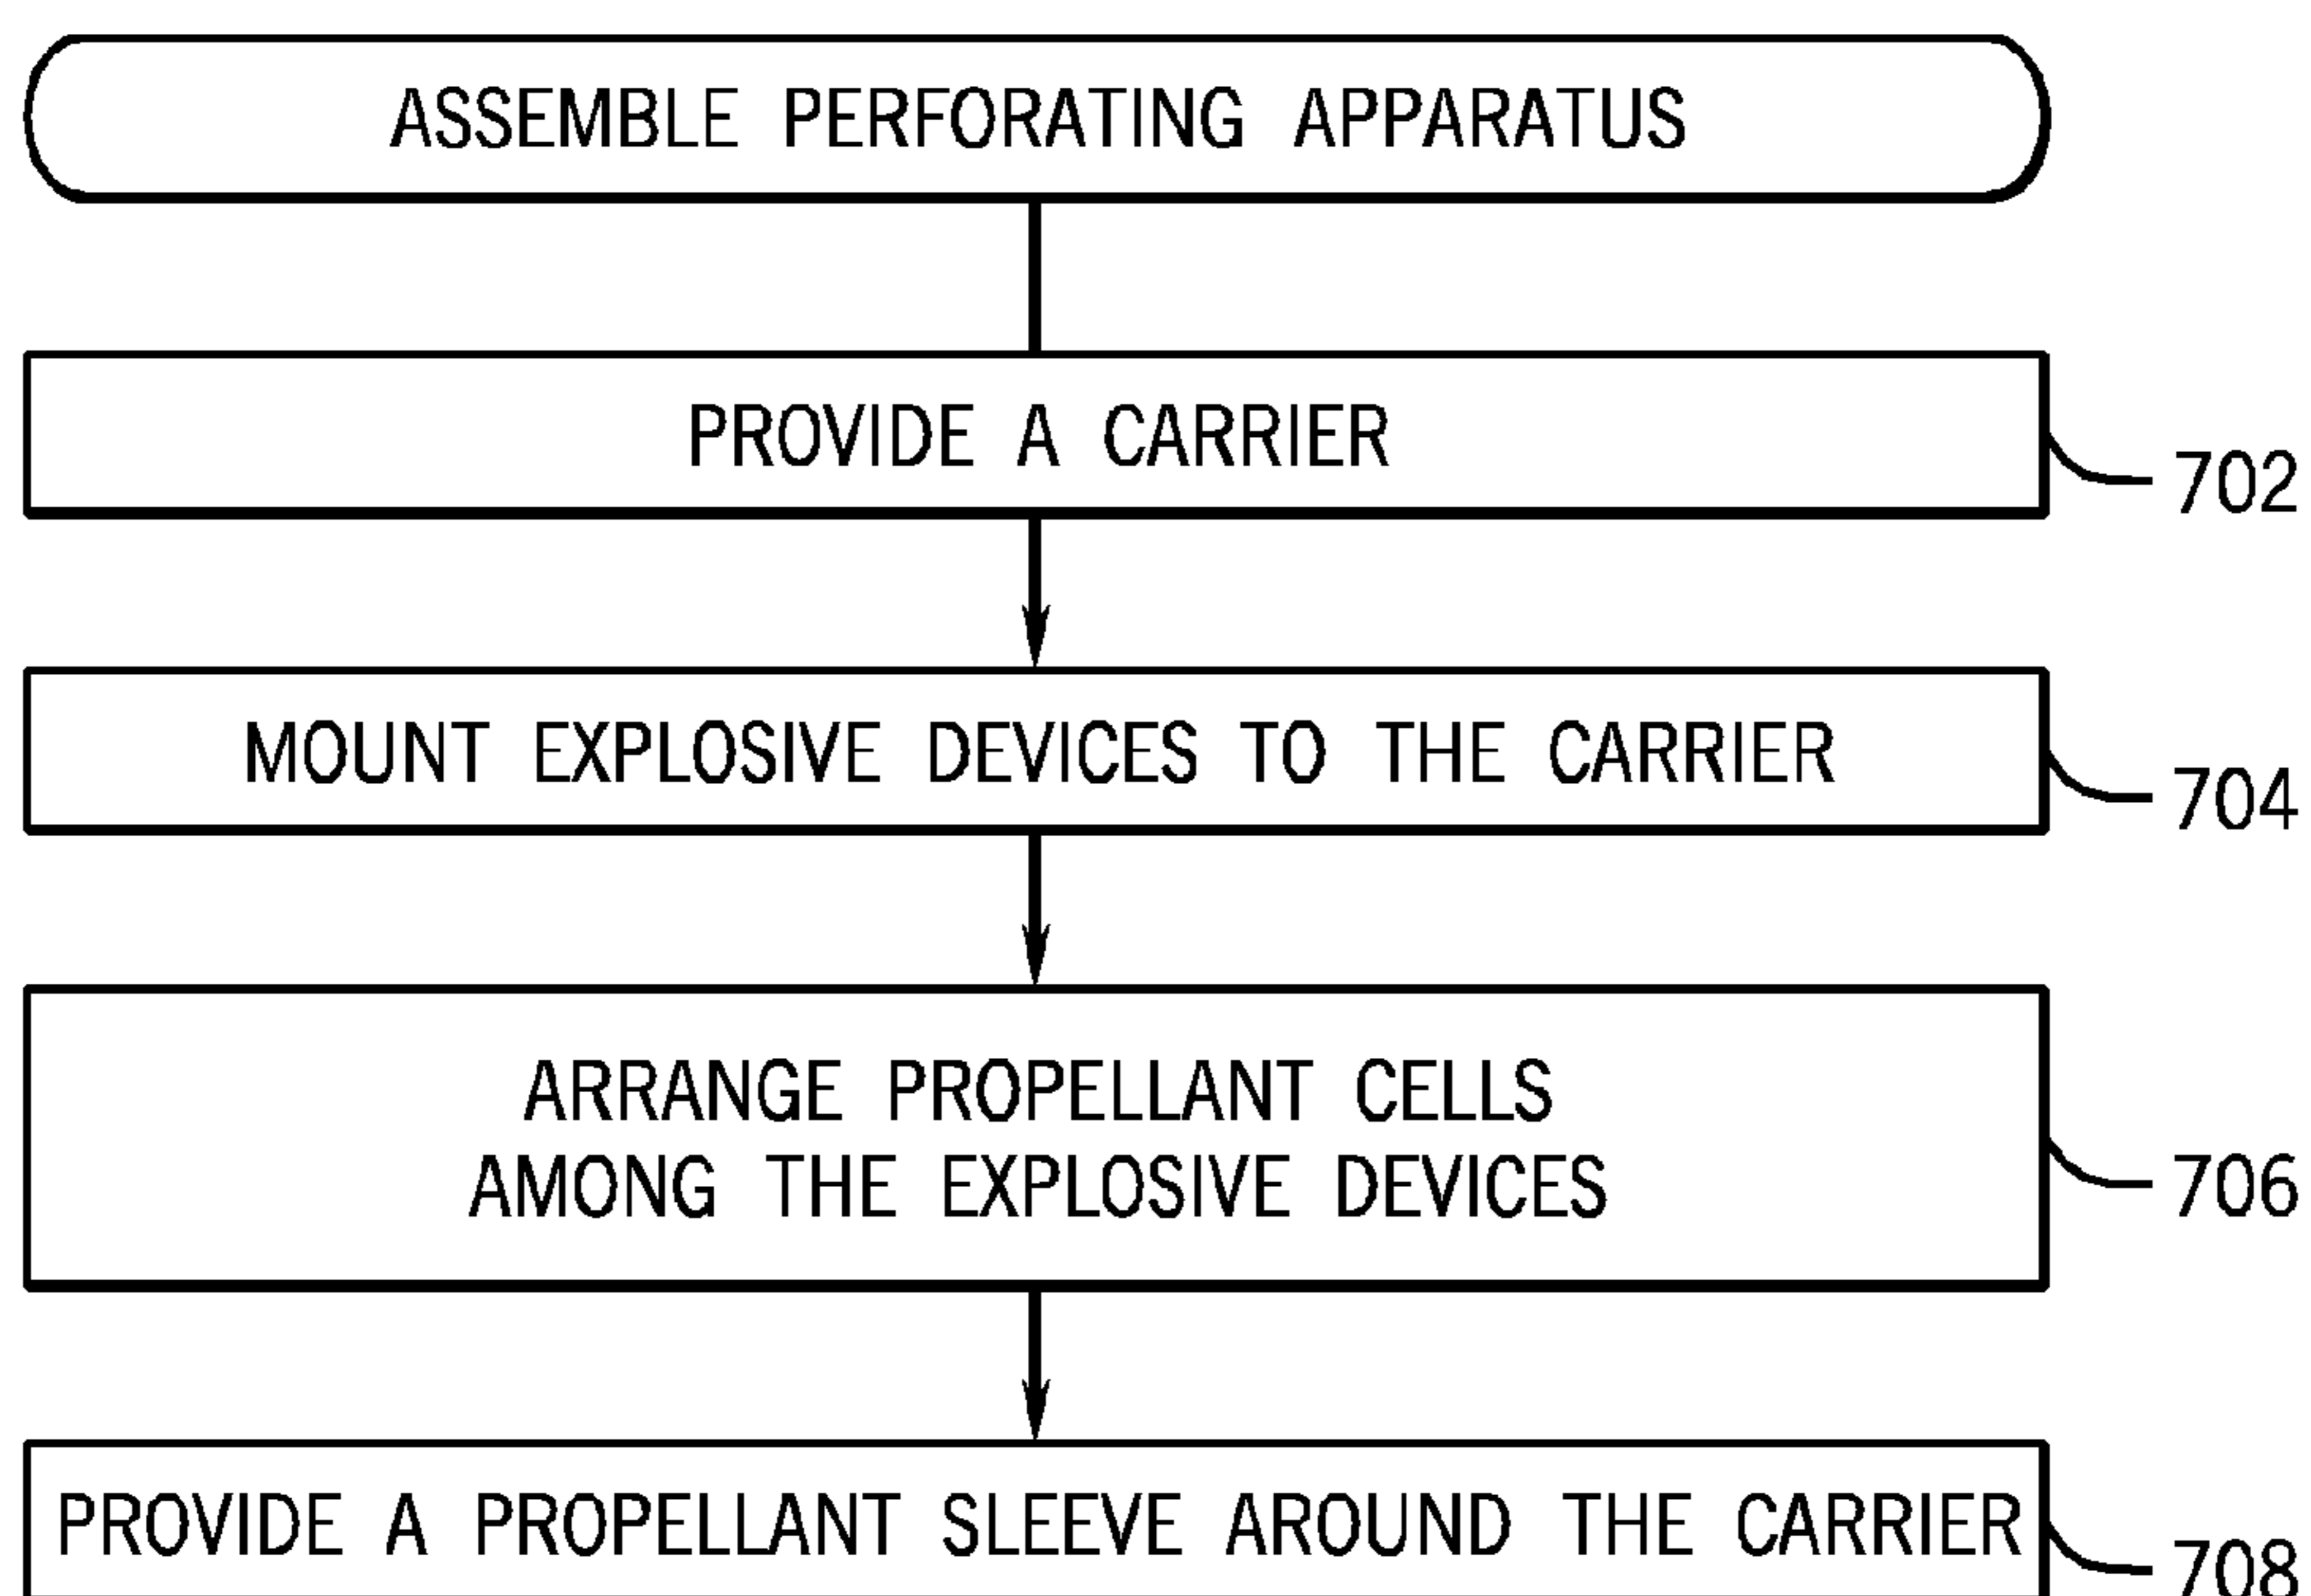 ASSEMBLE PERFORATING APPARATUS
PROVIDE A CARRIER
702
MOUNT EXPLOSIVE DEVICES TO THE CARRIER
704
ARRANGE PROPELLANT CELLS
AMONG THE EXPLOSIVE DEVICES
706
PROVIDE A PROPELLANT SLEEVE AROUND THE CARRIER
708